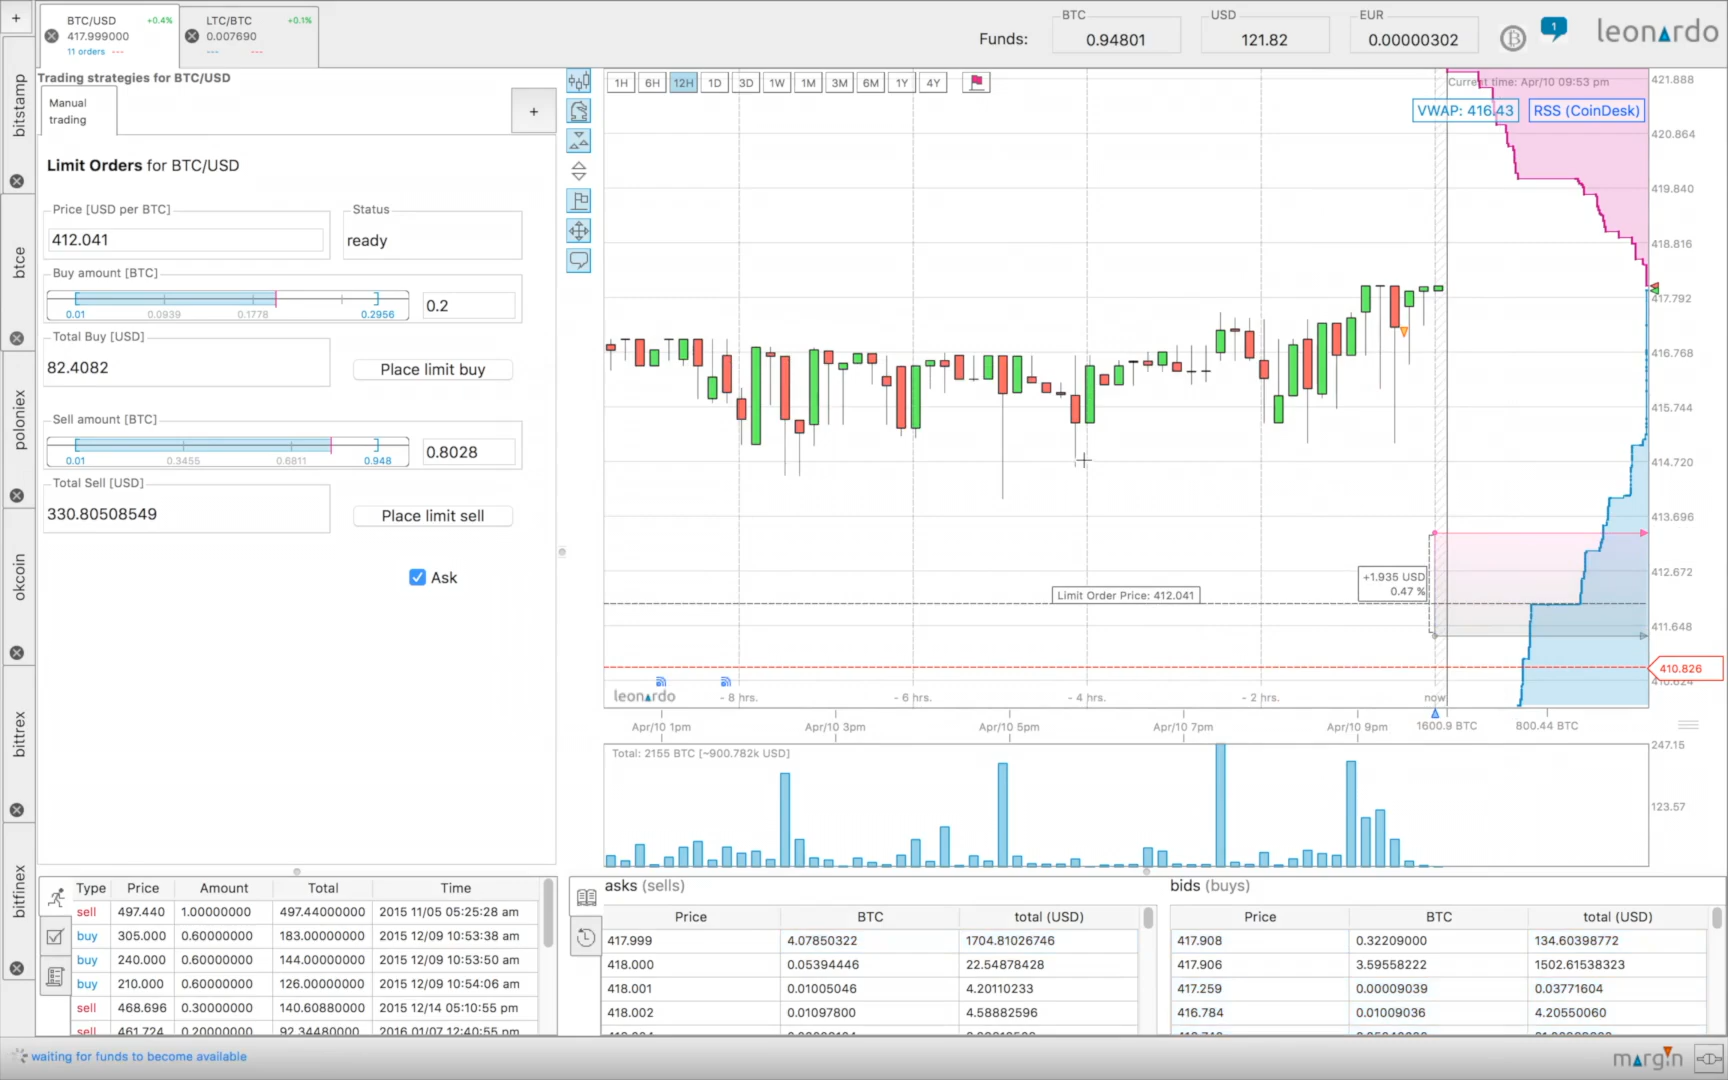 +
BTC/USD +0.4%
417.999000
11 orders ---
LTC/BTC +0.1%
0.007690
--- ---
Funds:
BTC
0.94801
USD
121.82
EUR
0.00000302
1
leonardo
bitstamp
btce
poloniex
okcoin
bittrex
bitfinex
Trading strategies for BTC/USD
Manual
trading
+
Limit Orders for BTC/USD
Price [USD per BTC]
412.041
Status
ready
Buy amount [BTC]
0.01 0.0939 0.1778 0.2956
0.2
Total Buy [USD]
82.4082
Place limit buy
Sell amount [BTC]
0.01 0.3455 0.6811 0.948
0.8028
Total Sell [USD]
330.80508549
Place limit sell
Ask
1H 6H 12H 1D 3D 1W 1M 3M 6M 1Y 4Y
Current time: Apr/10 09:53 pm
VWAP: 416.43
RSS (CoinDesk)
421.888
420.864
419.840
418.816
417.792
416.768
415.744
414.720
413.696
412.672
411.648
410.826
+1.935 USD
0.47 %
Limit Order Price: 412.041
leonardo
- 8 hrs. - 6 hrs. - 4 hrs. - 2 hrs. now
Apr/10 1pm Apr/10 3pm Apr/10 5pm Apr/10 7pm Apr/10 9pm 1600.9 BTC 800.44 BTC
Total: 2155 BTC [~900.782k USD]
247.15
123.57
Type Price Amount Total Time
sell 497.440 1.00000000 497.44000000 2015 11/05 05:25:28 am
buy 305.000 0.60000000 183.00000000 2015 12/09 10:53:38 am
buy 240.000 0.60000000 144.00000000 2015 12/09 10:53:50 am
buy 210.000 0.60000000 126.00000000 2015 12/09 10:54:06 am
sell 468.696 0.30000000 140.60880000 2015 12/14 05:10:55 pm
sell 461.724 0.20000000 92.34480000 2016 01/07 12:40:55 pm
asks (sells)
Price BTC total (USD)
417.999 4.07850322 1704.81026746
418.000 0.05394446 22.54878428
418.001 0.01005046 4.20110233
418.002 0.01097800 4.58882596
bids (buys)
Price BTC total (USD)
417.908 0.32209000 134.60398772
417.906 3.59558222 1502.61538323
417.259 0.00009039 0.03771604
416.784 0.01009036 4.20550060
waiting for funds to become available
margin